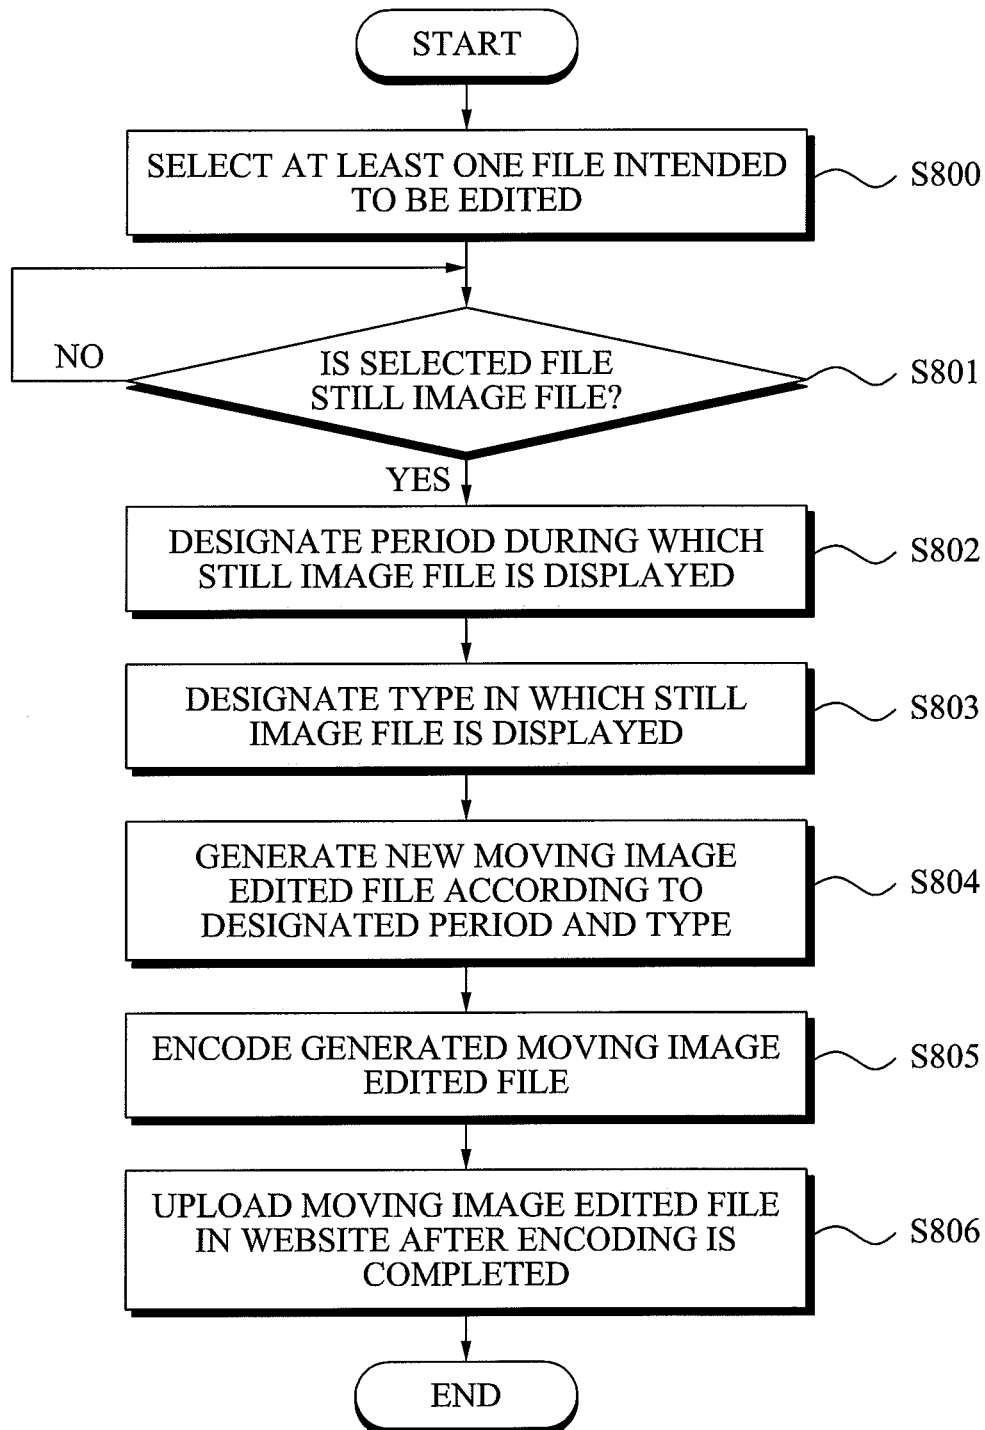 START
SELECT AT LEAST ONE FILE INTENDED
TO BE EDITED
S800
NO
IS SELECTED FILE
STILL IMAGE FILE?
S801
YES
DESIGNATE PERIOD DURING WHICH
STILL IMAGE FILE IS DISPLAYED
S802
DESIGNATE TYPE IN WHICH STILL
IMAGE FILE IS DISPLAYED
S803
GENERATE NEW MOVING IMAGE
EDITED FILE ACCORDING TO
DESIGNATED PERIOD AND TYPE
S804
ENCODE GENERATED MOVING IMAGE
EDITED FILE
S805
UPLOAD MOVING IMAGE EDITED FILE
IN WEBSITE AFTER ENCODING IS
COMPLETED
S806
END